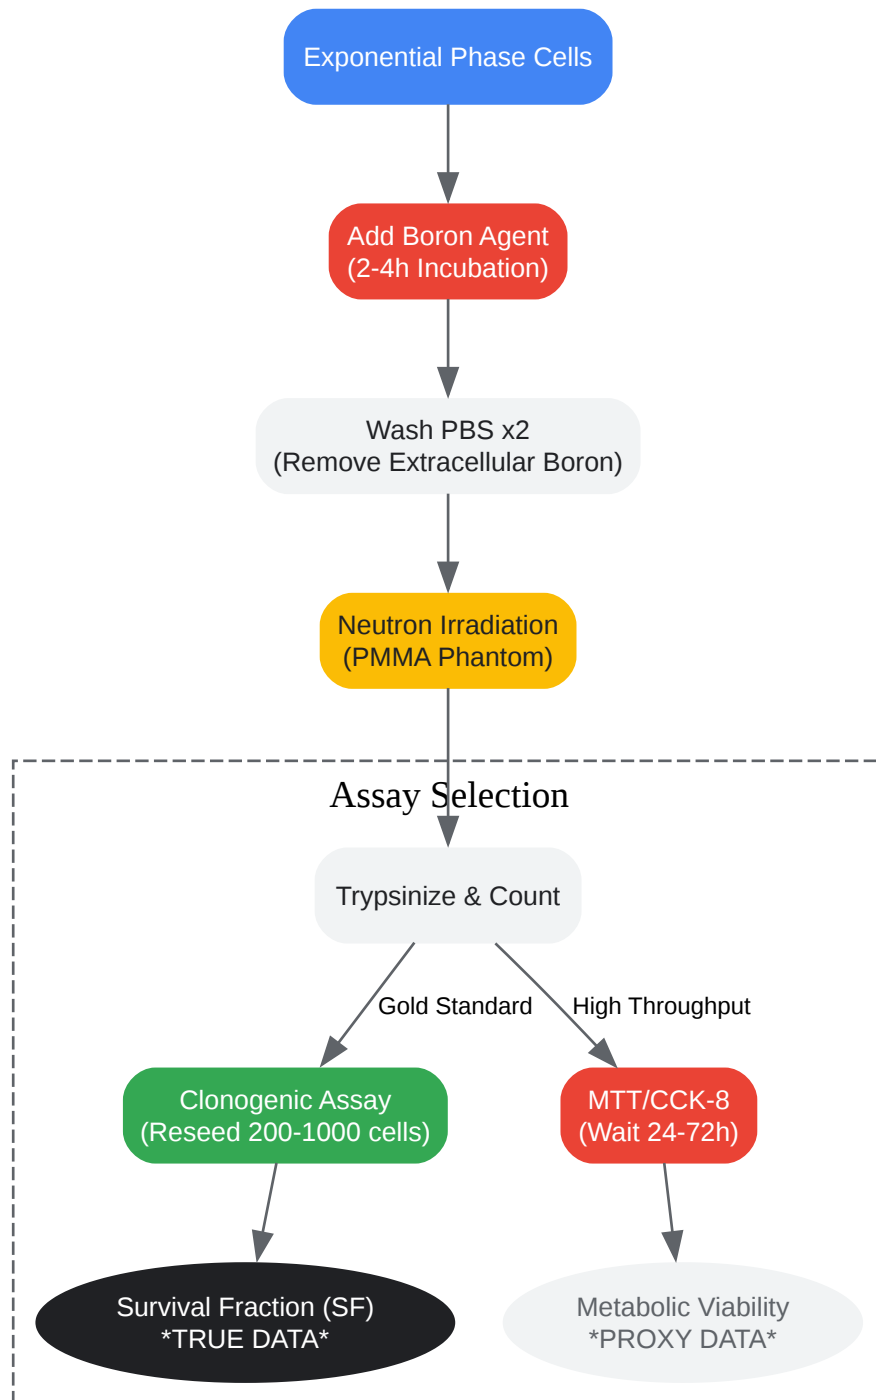 Exponential Phase Cells
Add Boron Agent
(2-4h Incubation)
Wash PBS x2
(Remove Extracellular Boron)
Neutron Irradiation
(PMMA Phantom)
Assay Selection
Trypsinize & Count
Gold Standard
High Throughput
Clonogenic Assay
(Reseed 200-1000 cells)
MTT/CCK-8
(Wait 24-72h)
Survival Fraction (SF)
*TRUE DATA*
Metabolic Viability
*PROXY DATA*